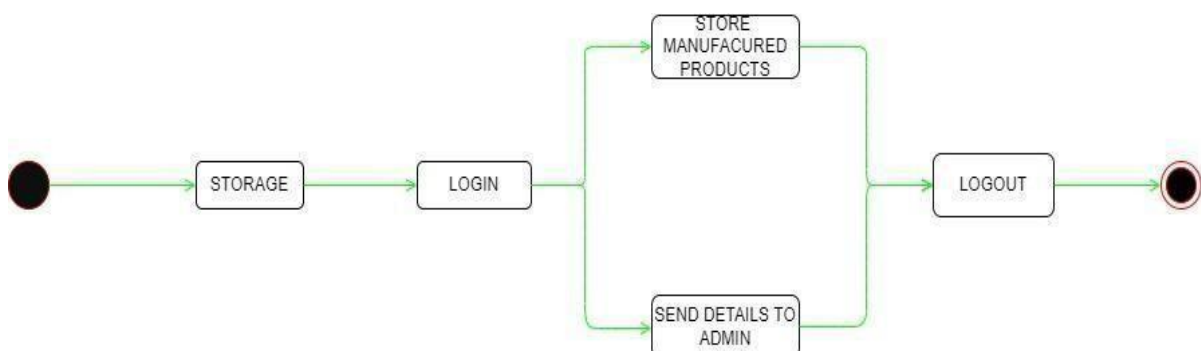 STORE
MANUFACURED
PRODUCTS
STORAGE
LOGIN
LOGOUT
SEND DETAILS TO
ADMIN